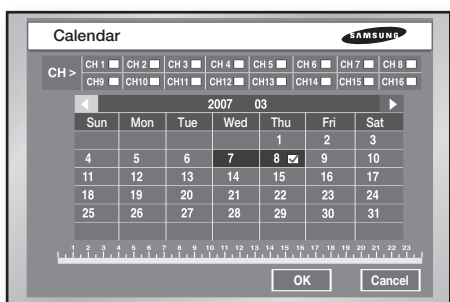 Calendar
SAMSUNG
CH >
CH 1 CH 2 CH 3 CH 4 CH 5 CH 6 CH 7 CH 8
CH9 CH10 CH11 CH12 CH13 CH14 CH15 CH16
2007 03
Sun Mon Tue Wed Thu Fri Sat
1 2 3
4 5 6 7 8 9 10
11 12 13 14 15 16 17
18 19 20 21 22 23 24
25 26 27 28 29 30 31
1 2 3 4 5 6 7 8 9 10 11 12 13 14 15 16 17 18 19 20 21 22 23
OK Cancel